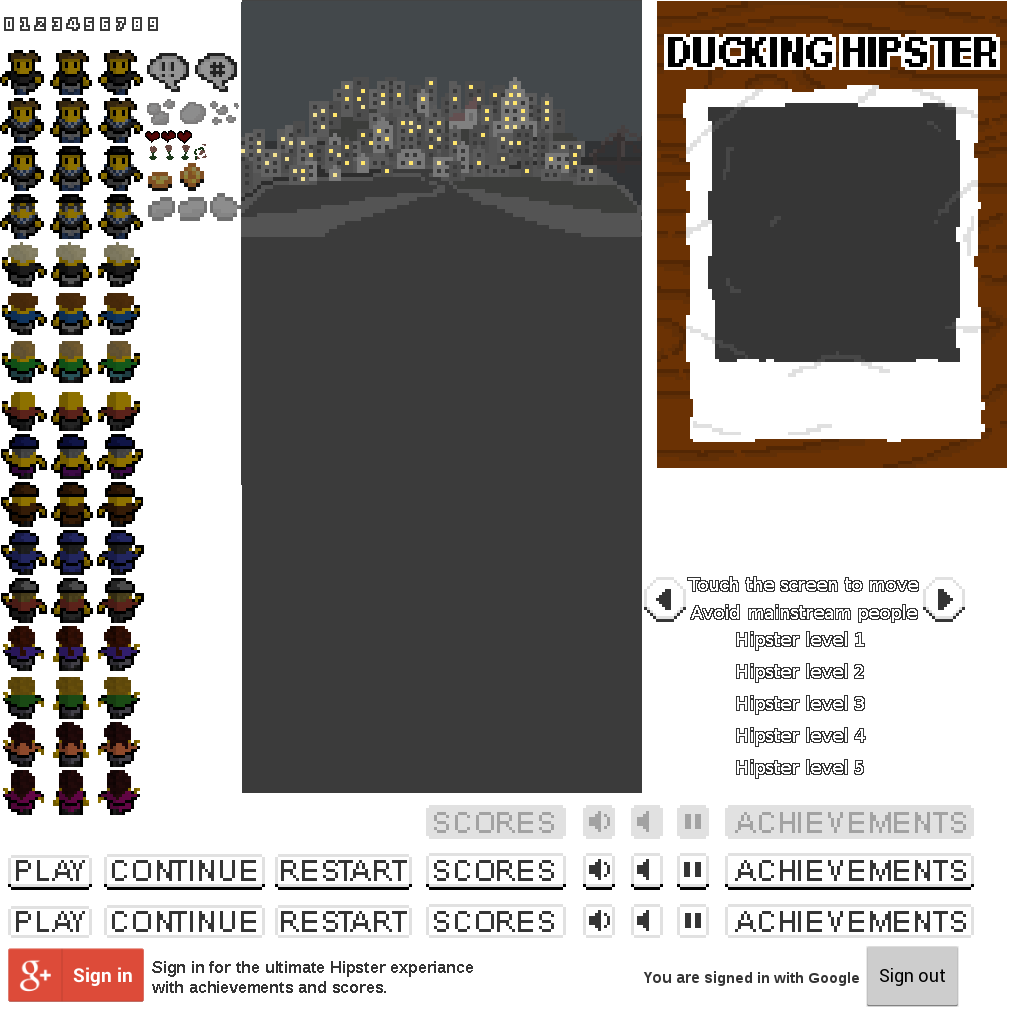 0123456789
!! #
DUCKING HIPSTER
Touch the screen to move
Avoid mainstream people
Hipster level 1
Hipster level 2
Hipster level 3
Hipster level 4
Hipster level 5
SCORES ACHIEVEMENTS
PLAY CONTINUE RESTART SCORES ACHIEVEMENTS
PLAY CONTINUE RESTART SCORES ACHIEVEMENTS
g+ Sign in
Sign in for the ultimate Hipster experiance
with achievements and scores.
You are signed in with Google
Sign out